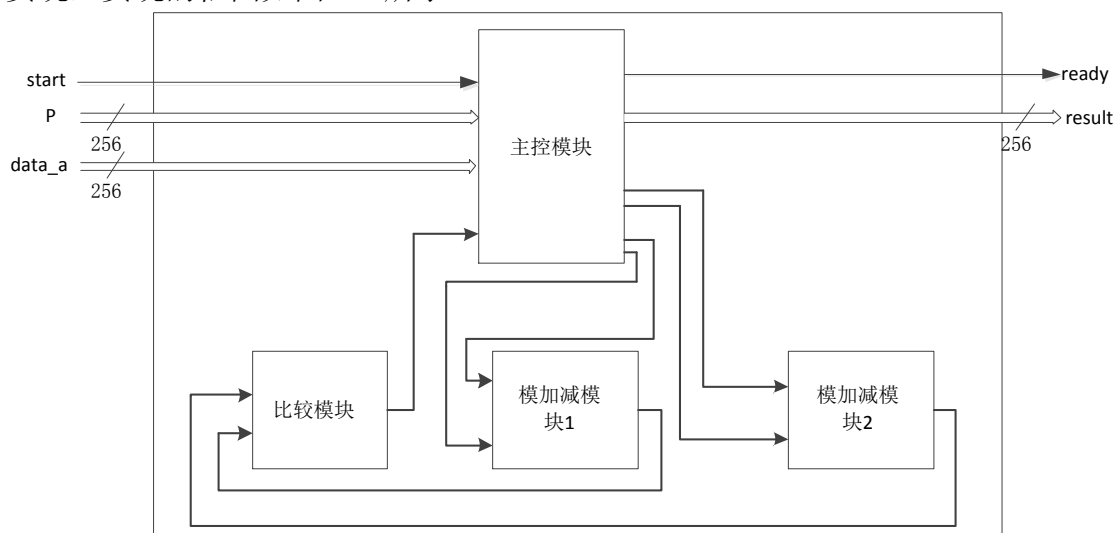 start
P
256
data_a
256
主控模块
ready
result
256
比较模块
模加减模
块1
模加减模
块2